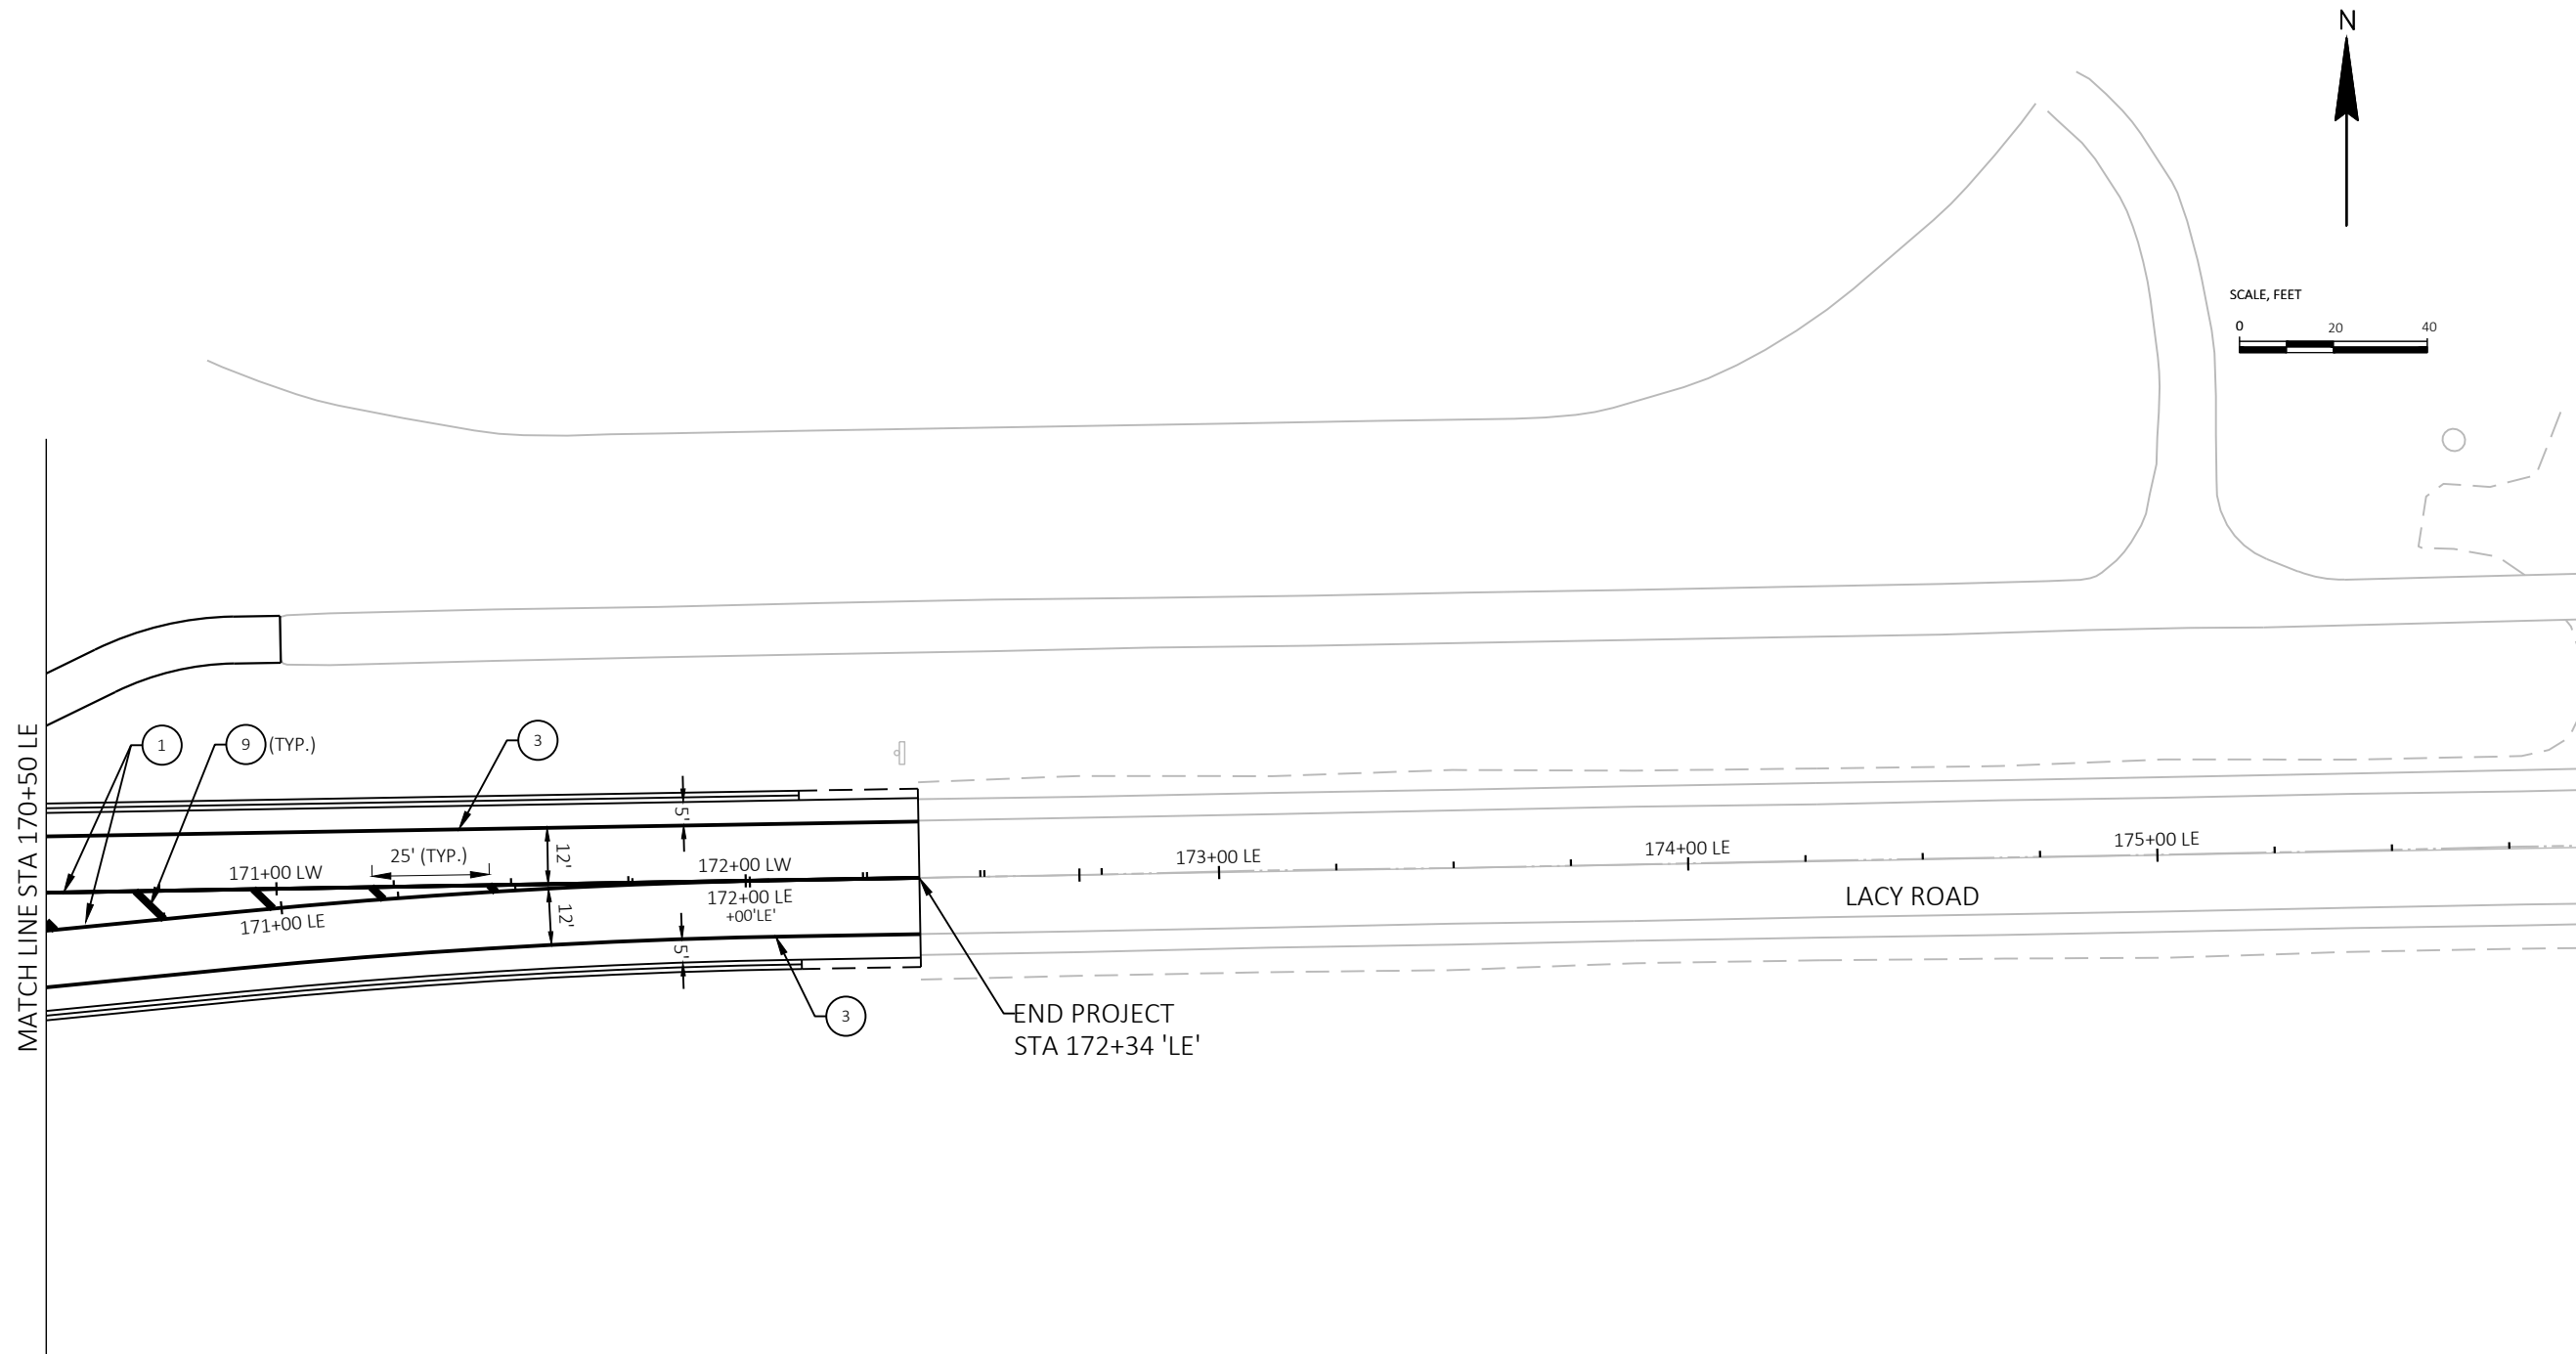 N
SCALE, FEET
0 20 40
MATCH LINE STA 170+50 LE
1
9 (TYP.)
3
5'
12'
25' (TYP.)
171+00 LW
172+00 LW
173+00 LE
174+00 LE
175+00 LE
171+00 LE
172+00 LE
+00'LE'
12'
5'
LACY ROAD
3
END PROJECT
STA 172+34 'LE'